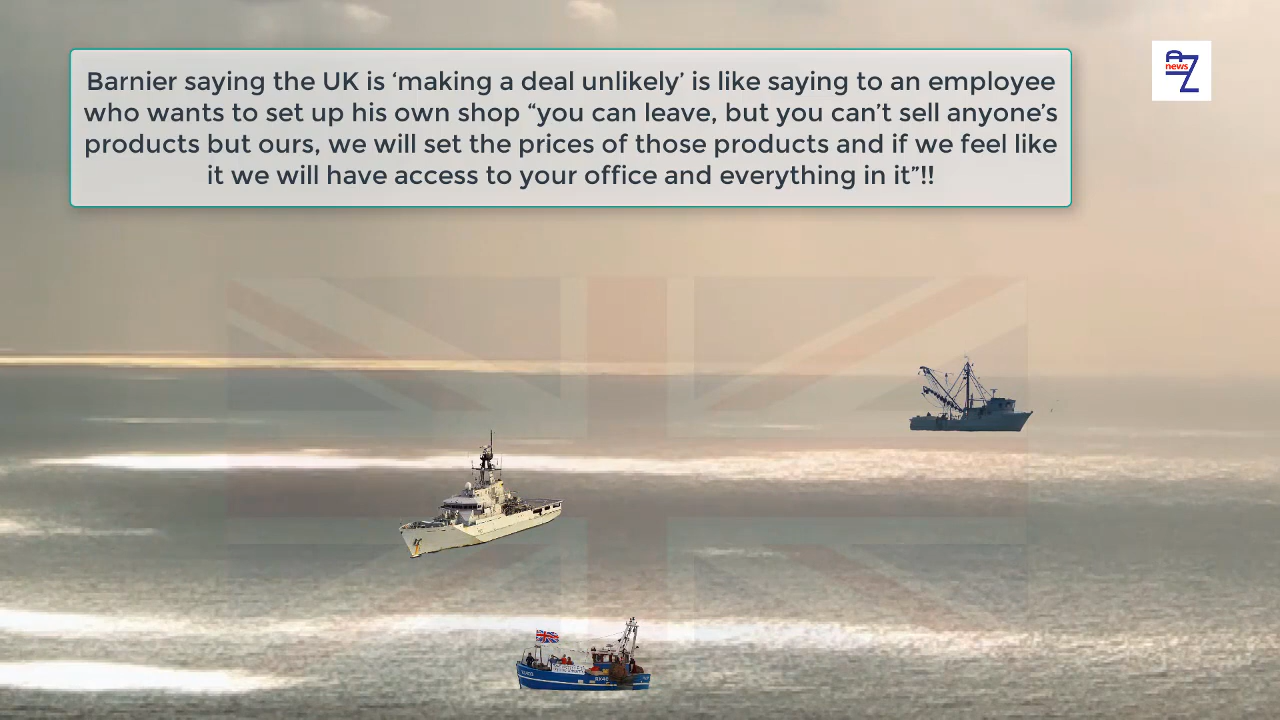 Barnier saying the UK is ‘making a deal unlikely’ is like saying to an employee
who wants to set up his own shop “you can leave, but you can’t sell anyone’s
products but ours, we will set the prices of those products and if we feel like
it we will have access to your office and everything in it”!!
A
news
Z